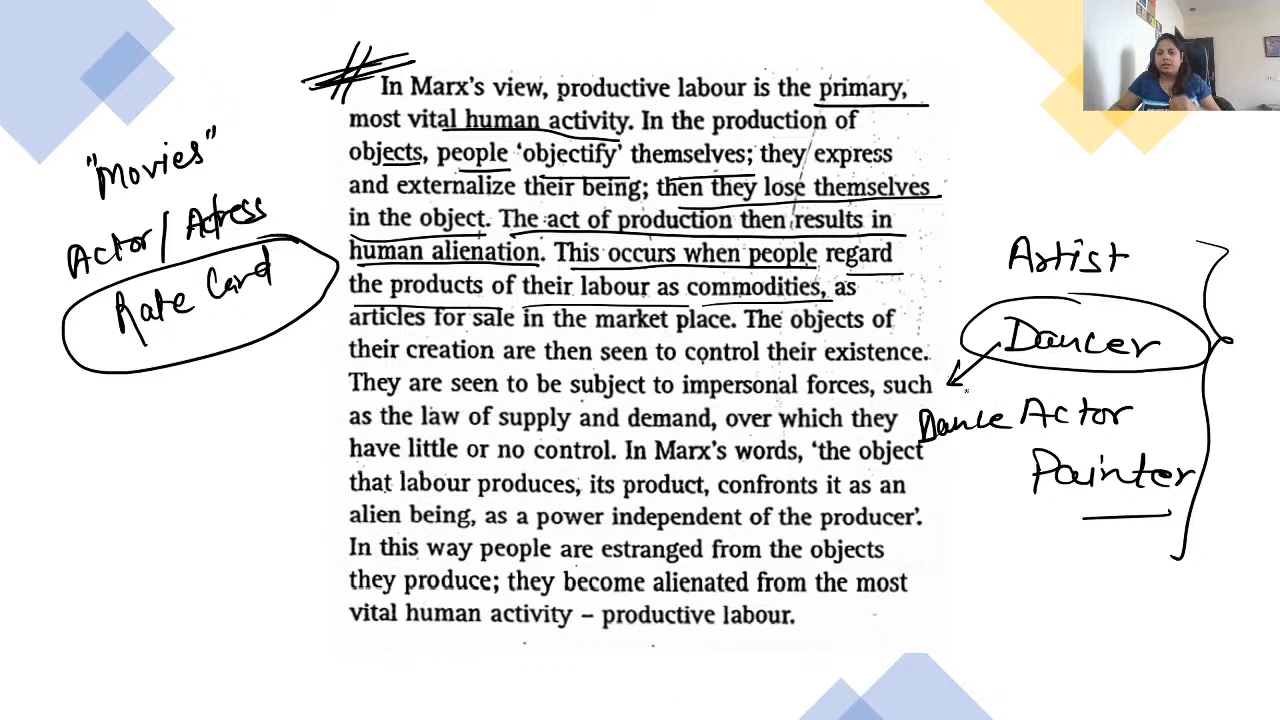 In Marx's view, productive labour is the primary,
most vital human activity. In the production of
objects, people 'objectify' themselves; they express
and externalize their being; then they lose themselves
in the object. The act of production then results in
human alienation. This occurs when people regard
the products of their labour as commodities, as
articles for sale in the market place. The objects of
their creation are then seen to control their existence.
They are seen to be subject to impersonal forces, such
as the law of supply and demand, over which they
have little or no control. In Marx's words, 'the object
that labour produces, its product, confronts it as an
alien being, as a power independent of the producer'.
In this way people are estranged from the objects
they produce; they become alienated from the most
vital human activity – productive labour.
"Movies"
Actor / Actress
Rate Card
Artist
Dancer
Dance
Actor
Painter